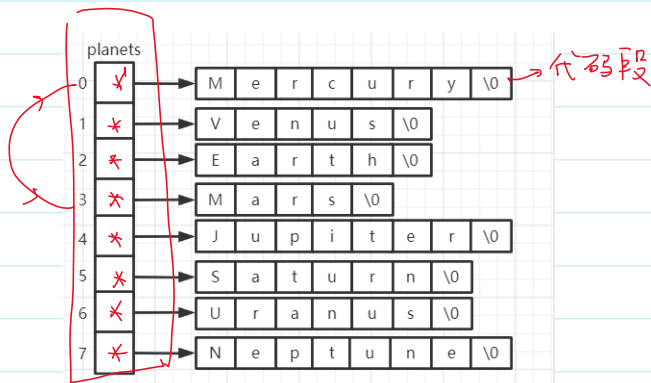 planets
0 * M e r c u r y \0 → 代码段
1 * V e n u s \0
2 * E a r t h \0
3 * M a r s \0
4 * J u p i t e r \0
5 * S a t u r n \0
6 * U r a n u s \0
7 * N e p t u n e \0